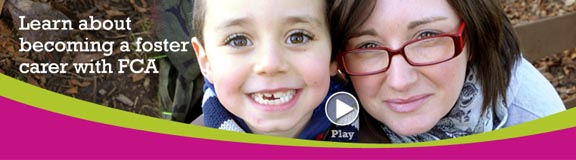 Learn about
becoming a foster
carer with FCA
Play